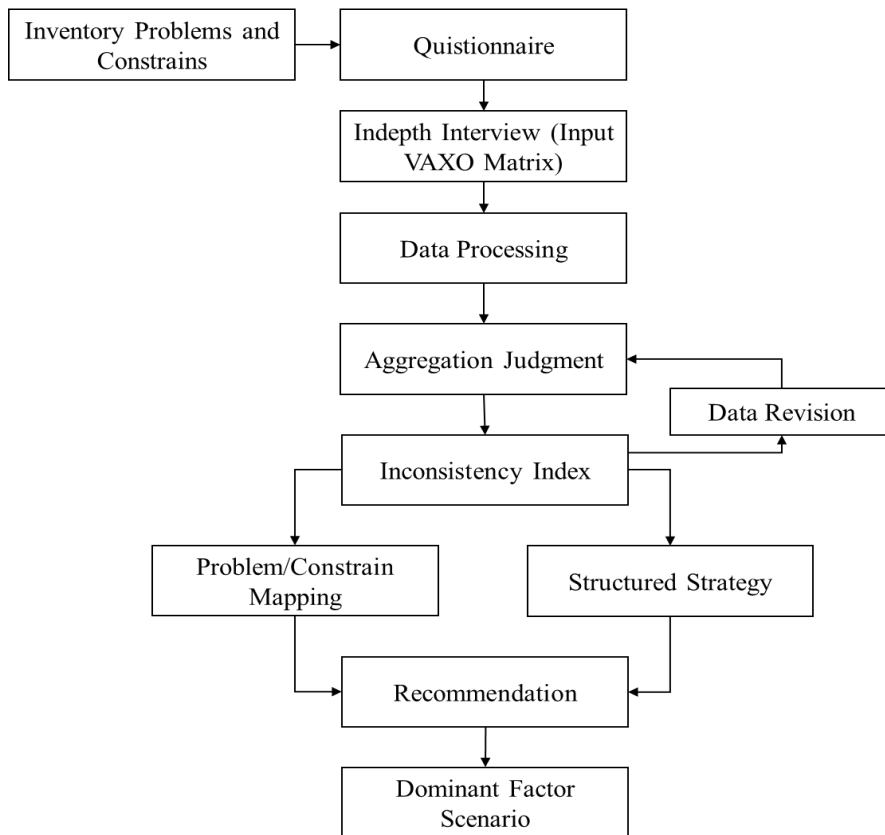 Inventory Problems and
Constrains
Quistionnaire
Indepth Interview (Input
VAXO Matrix)
Data Processing
Aggregation Judgment
Data Revision
Inconsistency Index
Problem/Constrain
Mapping
Structured Strategy
Recommendation
Dominant Factor
Scenario